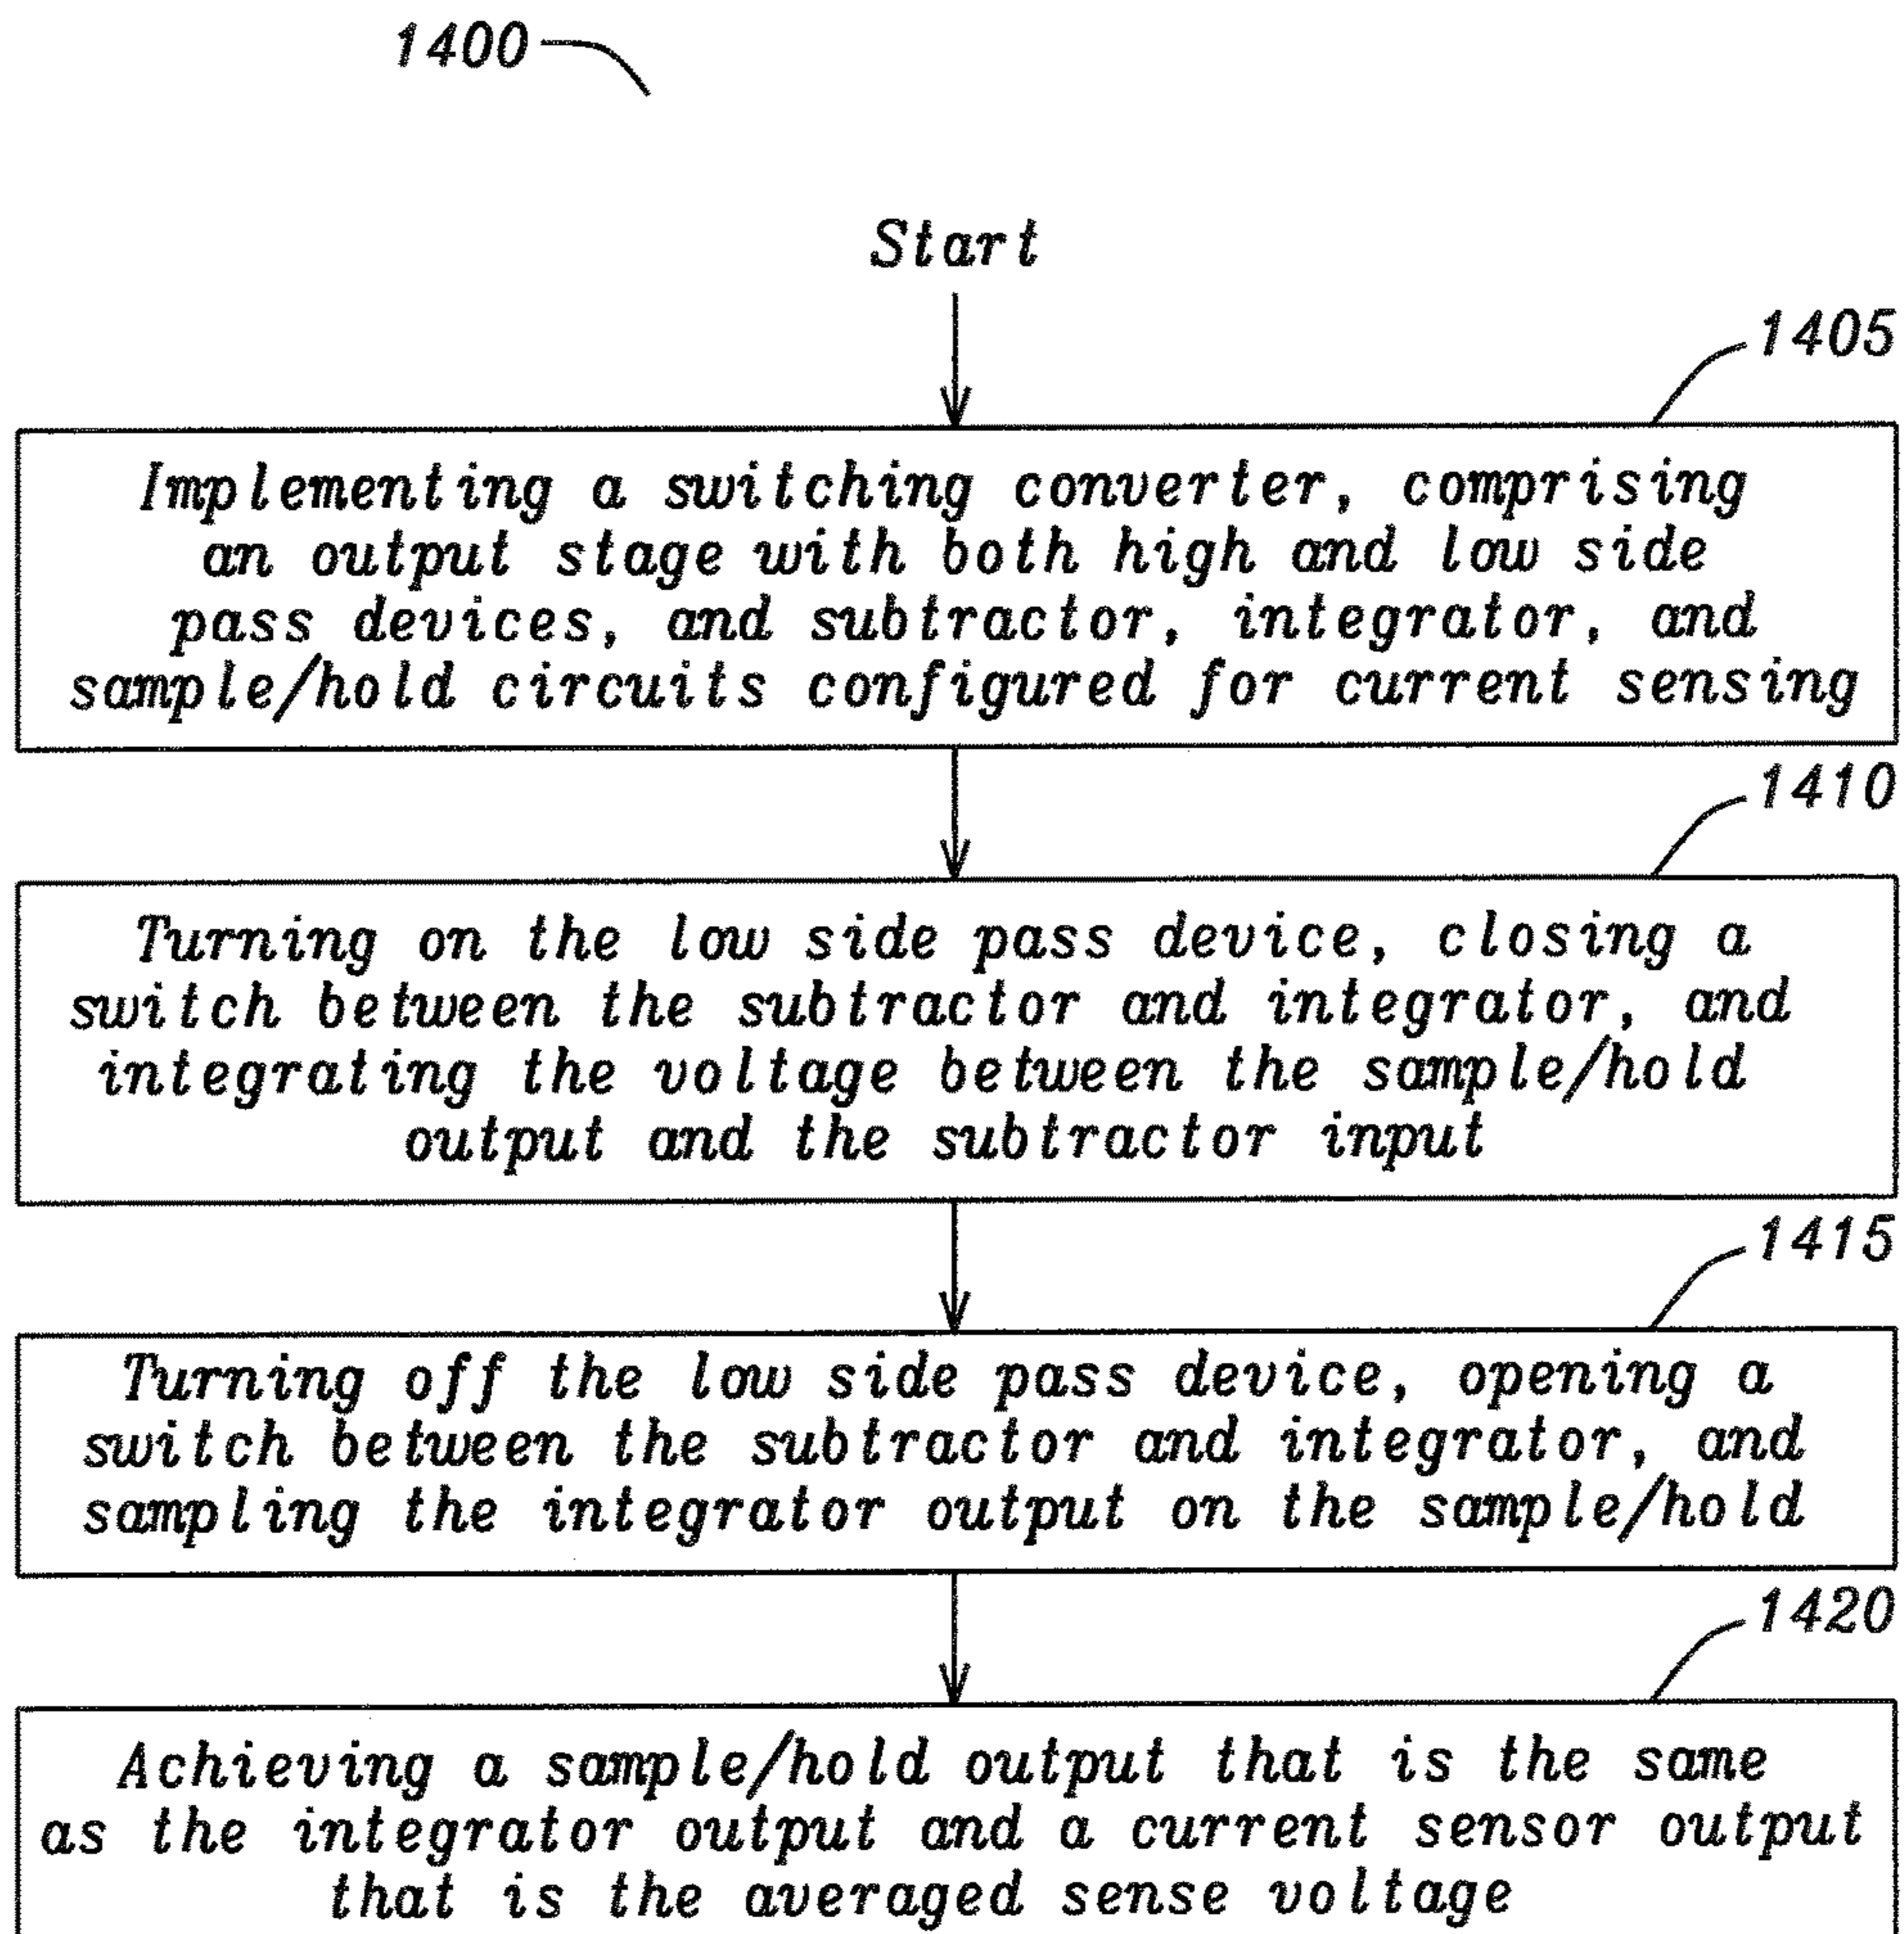 1400
Start
1405
Implementing a switching converter, comprising
an output stage with both high and low side
pass devices, and subtractor, integrator, and
sample/hold circuits configured for current sensing
1410
Turning on the low side pass device, closing a
switch between the subtractor and integrator, and
integrating the voltage between the sample/hold
output and the subtractor input
1415
Turning off the low side pass device, opening a
switch between the subtractor and integrator, and
sampling the integrator output on the sample/hold
1420
Achieving a sample/hold output that is the same
as the integrator output and a current sensor output
that is the averaged sense voltage